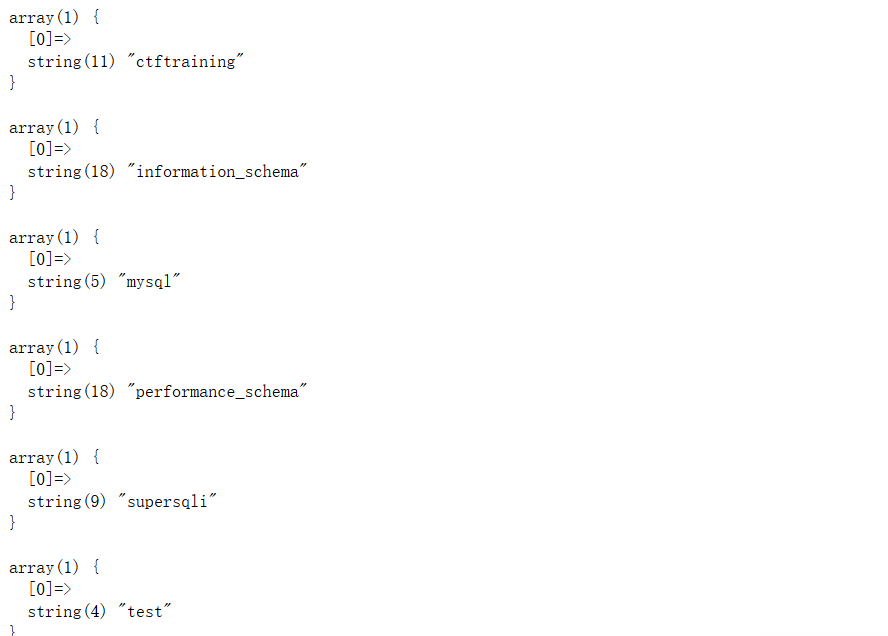 array(1) {
  [0]=>
  string(11) "ctftraining"
}
array(1) {
  [0]=>
  string(18) "information_schema"
}
array(1) {
  [0]=>
  string(5) "mysql"
}
array(1) {
  [0]=>
  string(18) "performance_schema"
}
array(1) {
  [0]=>
  string(9) "supersqli"
}
array(1) {
  [0]=>
  string(4) "test"
}